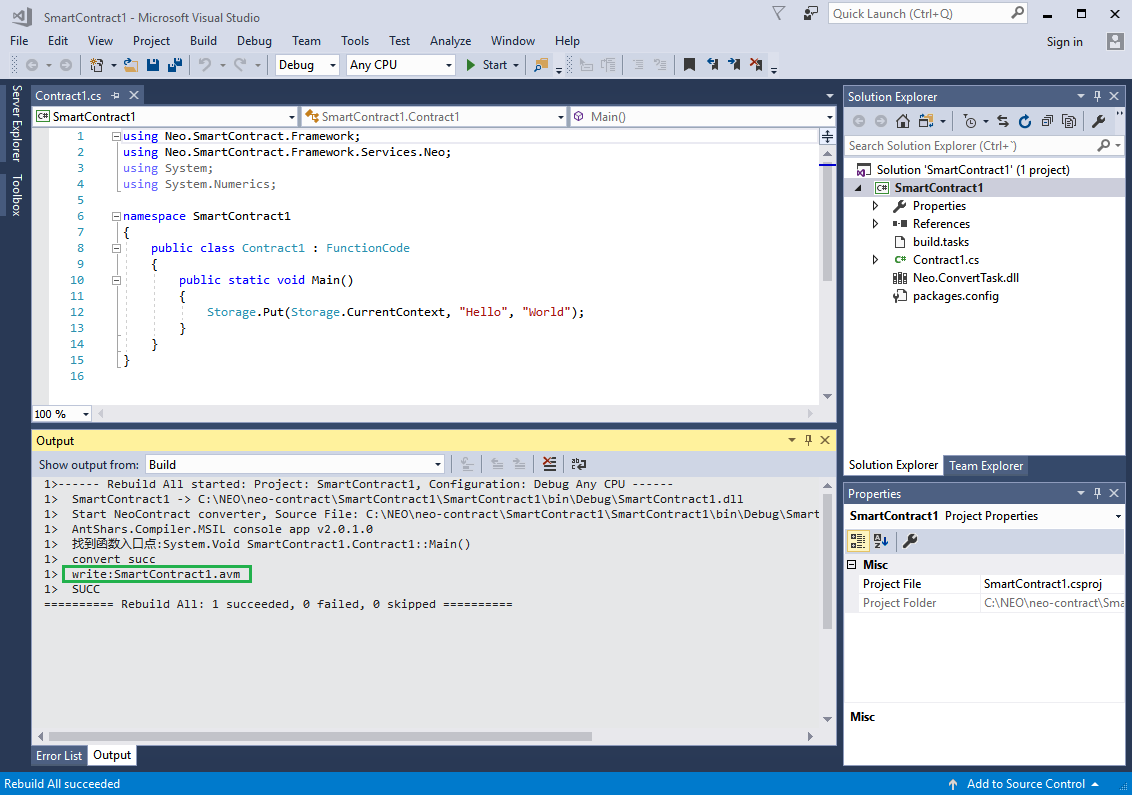 SmartContract1 - Microsoft Visual Studio
Quick Launch (Ctrl+Q)
File Edit View Project Build Debug Team Tools Test Analyze Window Help
Sign in
Debug Any CPU Start
Server Explorer
Toolbox
Contract1.cs
C# SmartContract1 SmartContract1.Contract1 Main()
1 using Neo.SmartContract.Framework;
2 using Neo.SmartContract.Framework.Services.Neo;
3 using System;
4 using System.Numerics;
5
6 namespace SmartContract1
7 {
8 public class Contract1 : FunctionCode
9 {
10 public static void Main()
11 {
12 Storage.Put(Storage.CurrentContext, "Hello", "World");
13 }
14 }
15 }
16
100 %
Output
Show output from: Build
1>------ Rebuild All started: Project: SmartContract1, Configuration: Debug Any CPU ------
1> SmartContract1 -> C:\NEO\neo-contract\SmartContract1\SmartContract1\bin\Debug\SmartContract1.dll
1> Start NeoContract converter, Source File: C:\NEO\neo-contract\SmartContract1\SmartContract1\bin\Debug\Smart
1> AntShars.Compiler.MSIL console app v2.0.1.0
1> 找到函数入口点:System.Void SmartContract1.Contract1::Main()
1> convert succ
1> write:SmartContract1.avm
1> SUCC
========== Rebuild All: 1 succeeded, 0 failed, 0 skipped ==========
Error List Output
Solution Explorer
Search Solution Explorer (Ctrl+`)
Solution 'SmartContract1' (1 project)
C# SmartContract1
Properties
References
build.tasks
C# Contract1.cs
Neo.ConvertTask.dll
packages.config
Solution Explorer Team Explorer
Properties
SmartContract1 Project Properties
Misc
Project File SmartContract1.csproj
Project Folder C:\NEO\neo-contract\Sma
Misc
Rebuild All succeeded
Add to Source Control